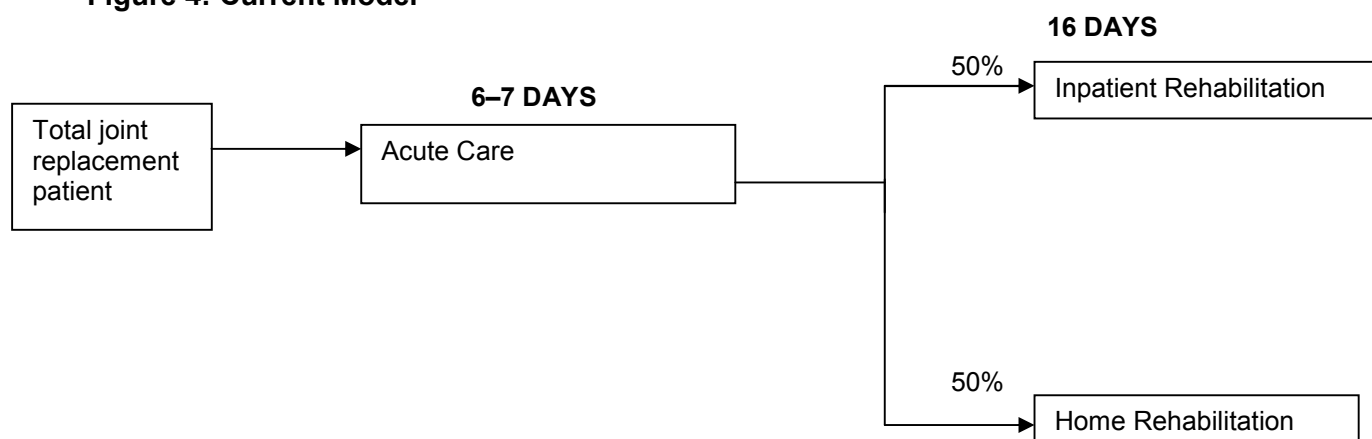 Figure 4: Current Model
16 DAYS
50%
Inpatient Rehabilitation
6–7 DAYS
Total joint
replacement
patient
Acute Care
50%
Home Rehabilitation